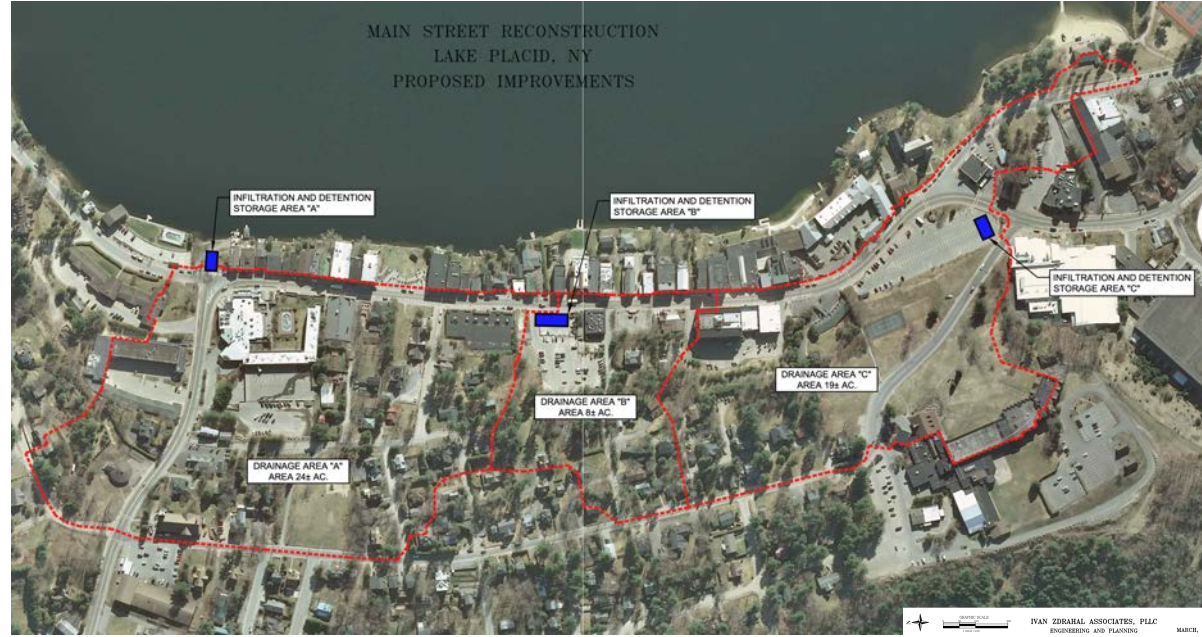 MAIN STREET RECONSTRUCTION
LAKE PLACID, NY
PROPOSED IMPROVEMENTS
INFILTRATION AND DETENTION
STORAGE AREA "A"
INFILTRATION AND DETENTION
STORAGE AREA "B"
INFILTRATION AND DETENTION
STORAGE AREA "C"
DRAINAGE AREA "C"
AREA 19± AC.
DRAINAGE AREA "B"
AREA 8± AC.
DRAINAGE AREA "A"
AREA 24± AC.
GRAPHIC SCALE
IVAN ZDRAHAL ASSOCIATES, PLLC
ENGINEERING AND PLANNING
MARCH,